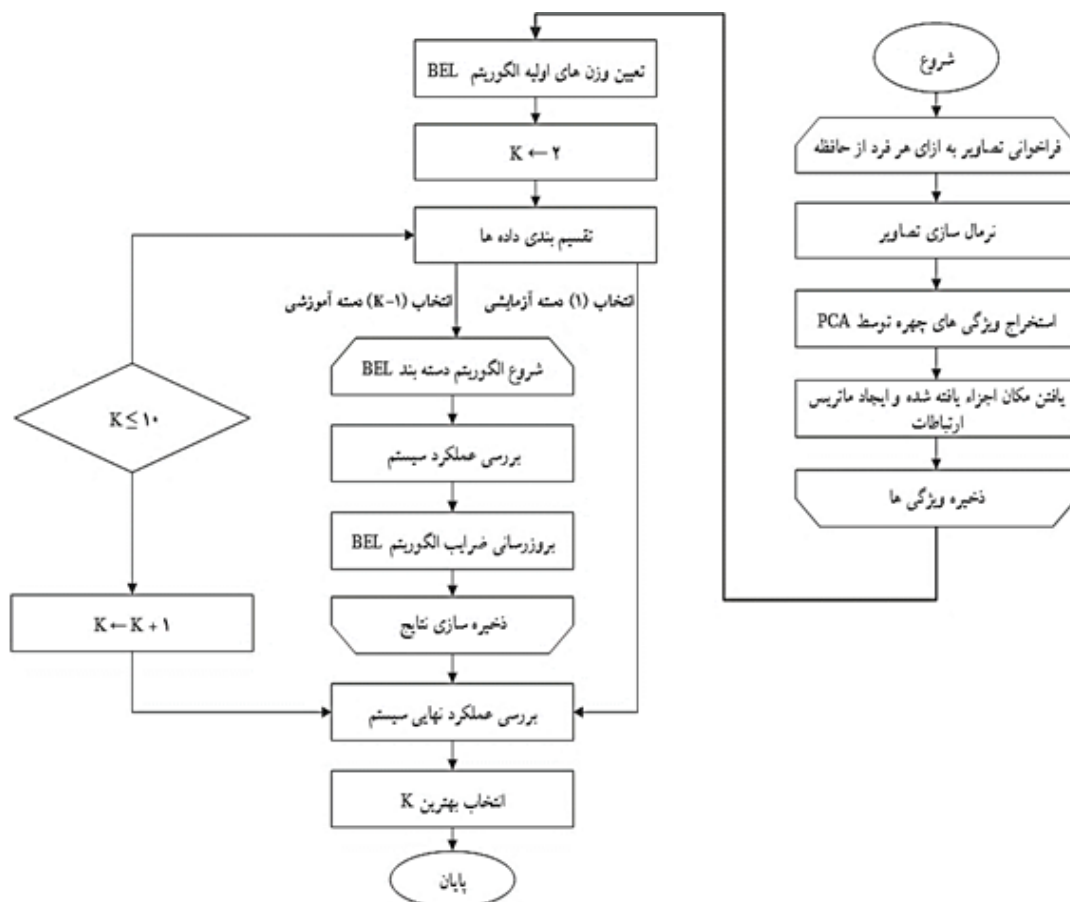 شروع
فراخوانی تصاویر به ازای هر فرد از حافظه
نرمال سازی تصاویر
استخراج ویژگی های چهره توسط PCA
یافتن مکان اجزاء یافته شده و ایجاد ماتریس
ارتباطات
ذخیره ویژگی ها
تعیین وزن های اولیه الگوریتم BEL
K ← ۲
تقسیم بندی داده ها
انتخاب (۱) دسته آزمایشی
انتخاب (K-۱) دسته آموزشی
شروع الگوریتم دسته بند BEL
بررسی عملکرد سیستم
بروزرسانی ضرایب الگوریتم BEL
ذخیره سازی نتایج
K ≤ ۱۰
K ← K + ۱
بررسی عملکرد نهایی سیستم
انتخاب بهترین K
پایان